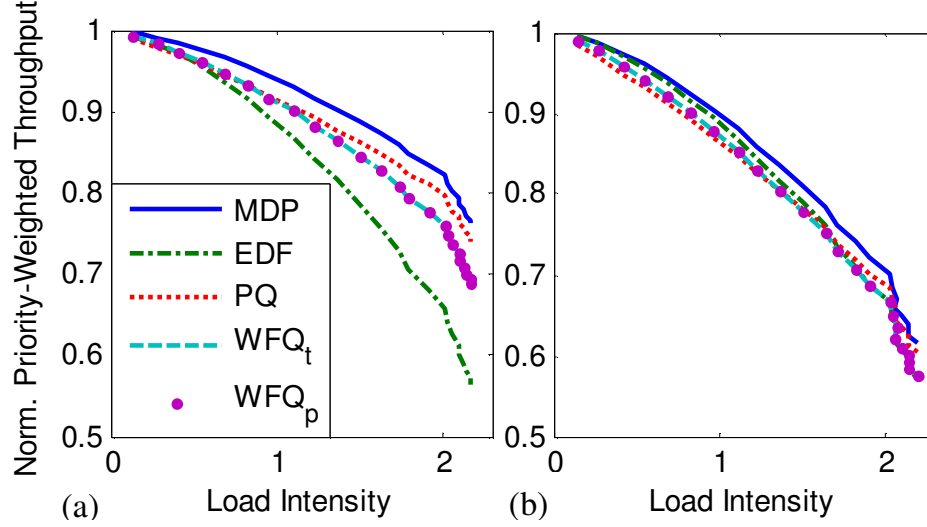 Norm. Priority-Weighted Throughput
1
0.9
0.8
0.7
0.6
0.5
MDP
EDF
PQ
WFQt
WFQp
0
1
2
(a)
Load Intensity
1
0.9
0.8
0.7
0.6
0.5
0
1
2
(b)
Load Intensity